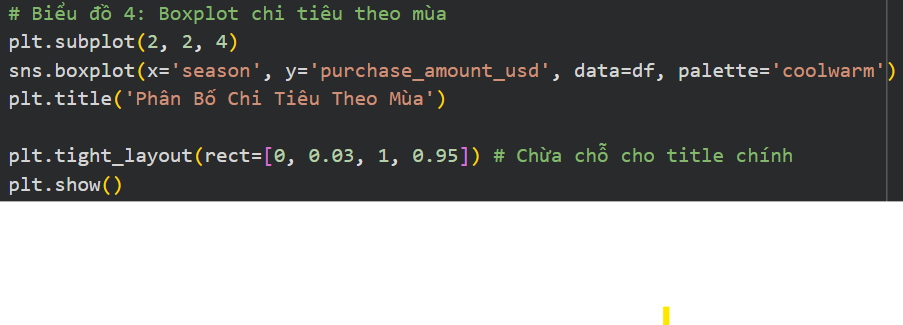 # Biểu đồ 4: Boxplot chi tiêu theo mùa
plt.subplot(2, 2, 4)
sns.boxplot(x='season', y='purchase_amount_usd', data=df, palette='coolwarm')
plt.title('Phân Bố Chi Tiêu Theo Mùa')
plt.tight_layout(rect=[0, 0.03, 1, 0.95]) # Chừa chỗ cho title chính
plt.show()